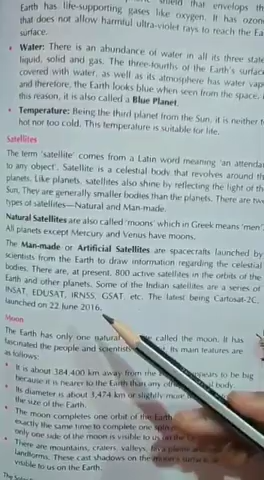 shield that envelops th
Earth has life-supporting gases like oxygen. It has ozon
that does not allow harmful ultra-violet rays to reach the Ea
surface.
• Water: There is an abundance of water in all its three state
liquid, solid and gas. The three-fourths of the Earth's surfac
covered with water, as well as its atmosphere has water vap
and therefore, the Earth looks blue when seen from the space.
this reason, it is also called a Blue Planet.
• Temperature: Being the third planet from the Sun, it is neither t
hot nor too cold. This temperature is suitable for life.
Satellites
The term 'satellite' comes from a Latin word meaning 'an attendan
to any object'. Satellite is a celestial body that revolves around th
planets. Like planets, satellites also shine by reflecting the light of th
Sun, They are generally smaller bodies than the planets. There are tw
types of satellites—Natural and Man-made.
Natural Satellites are also called 'moons' which in Greek means 'men'.
All planets except Mercury and Venus have moons.
The Man-made or Artificial Satellites are spacecrafts launched by
scientists from the Earth to draw information regarding the celestial
bodies. There are, at present, 800 active satellites in the orbits of the
Earth and other planets. Some of the Indian satellites are a series of
INSAT, EDUSAT, IRNSS, GSAT etc. The latest being Cartosat-2C,
launched on 22 June 2016.
Moon
The Earth has only one natural called the moon. It has
fascinated the people and scientists Its main features are
as follows:
• It is about 384,400 km away from the appears to be big
because it is nearer to the Earth than any body.
• Its diameter is about 3,474 km or slightly more
the size of the Earth.
• The moon completes one orbit of the Earth
exactly the same time to complete one
only one side of the moon is visible to us on the
• There are mountains, craters, valleys,
landforms. These cast shadows on the moon's surface,
visible to us on the Earth.